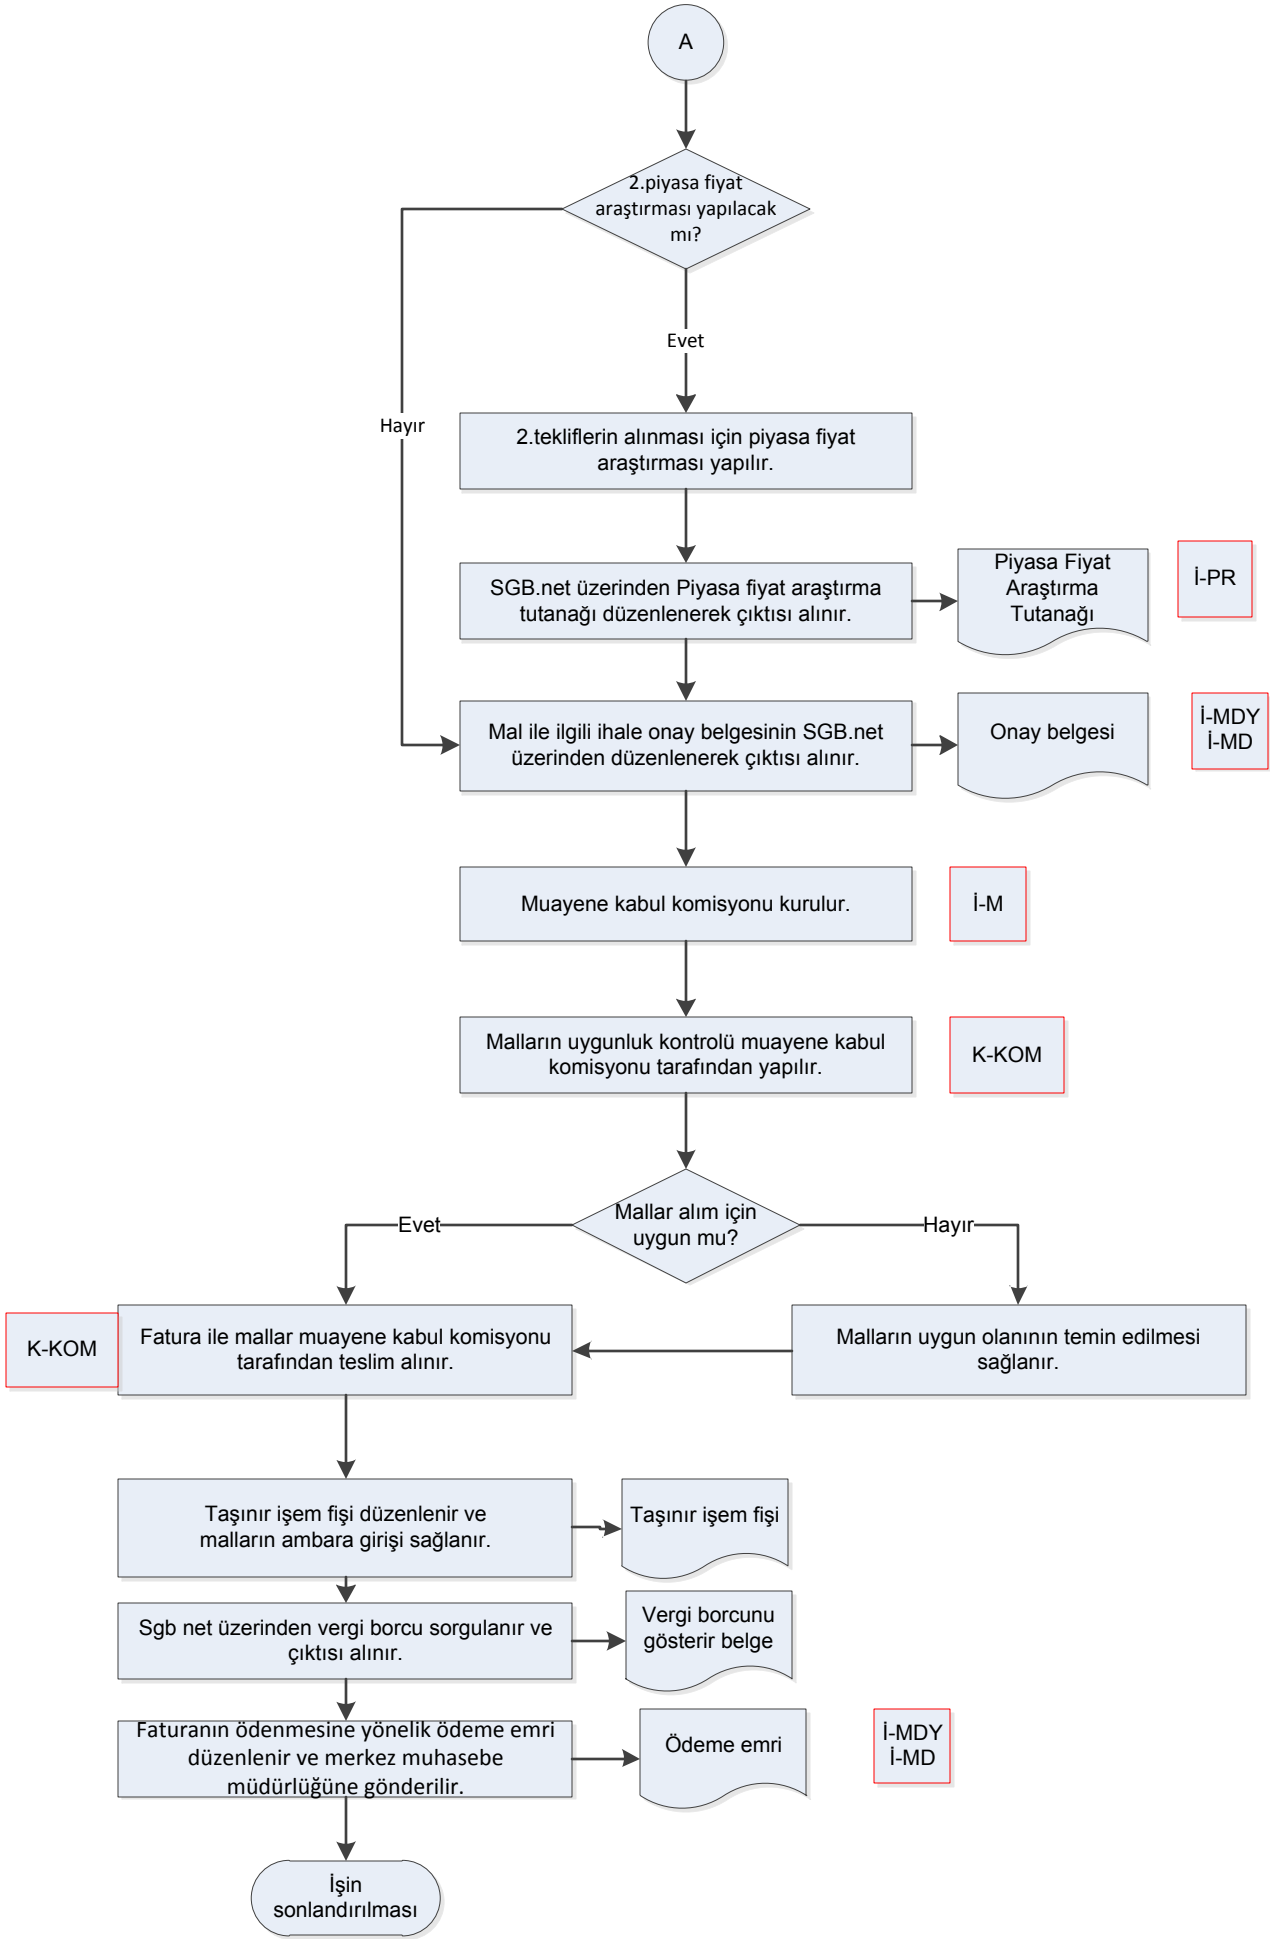 A
2.piyasa fiyat
araştırması yapılacak
mı?
Evet
Hayır
2.tekliflerin alınması için piyasa fiyat
araştırması yapılır.
SGB.net üzerinden Piyasa fiyat araştırma
tutanağı düzenlenerek çıktısı alınır.
Piyasa Fiyat
Araştırma
Tutanağı
İ-PR
Mal ile ilgili ihale onay belgesinin SGB.net
üzerinden düzenlenerek çıktısı alınır.
Onay belgesi
İ-MDY
İ-MD
Muayene kabul komisyonu kurulur.
İ-M
Malların uygunluk kontrolü muayene kabul
komisyonu tarafından yapılır.
K-KOM
Mallar alım için
uygun mu?
Evet
Hayır
K-KOM
Fatura ile mallar muayene kabul komisyonu
tarafından teslim alınır.
Malların uygun olanının temin edilmesi
sağlanır.
Taşınır işem fişi düzenlenir ve
malların ambara girişi sağlanır.
Taşınır işem fişi
Sgb net üzerinden vergi borcu sorgulanır ve
çıktısı alınır.
Vergi borcunu
gösterir belge
Faturanın ödenmesine yönelik ödeme emri
düzenlenir ve merkez muhasebe
müdürlüğüne gönderilir.
Ödeme emri
İ-MDY
İ-MD
İşin
sonlandırılması